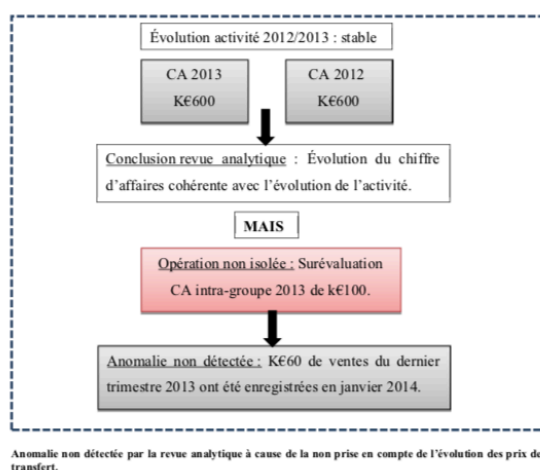 Évolution activité 2012/2013 : stable
CA 2013
K€600
CA 2012
K€600
Conclusion revue analytique : Évolution du chiffre
d’affaires cohérente avec l’évolution de l’activité.
MAIS
Opération non isolée : Surévaluation
CA intra-groupe 2013 de k€100.
Anomalie non détectée : K€60 de ventes du dernier
trimestre 2013 ont été enregistrées en janvier 2014.
Anomalie non détectée par la revue analytique à cause de la non prise en compte de l’évolution des prix de
transfert.